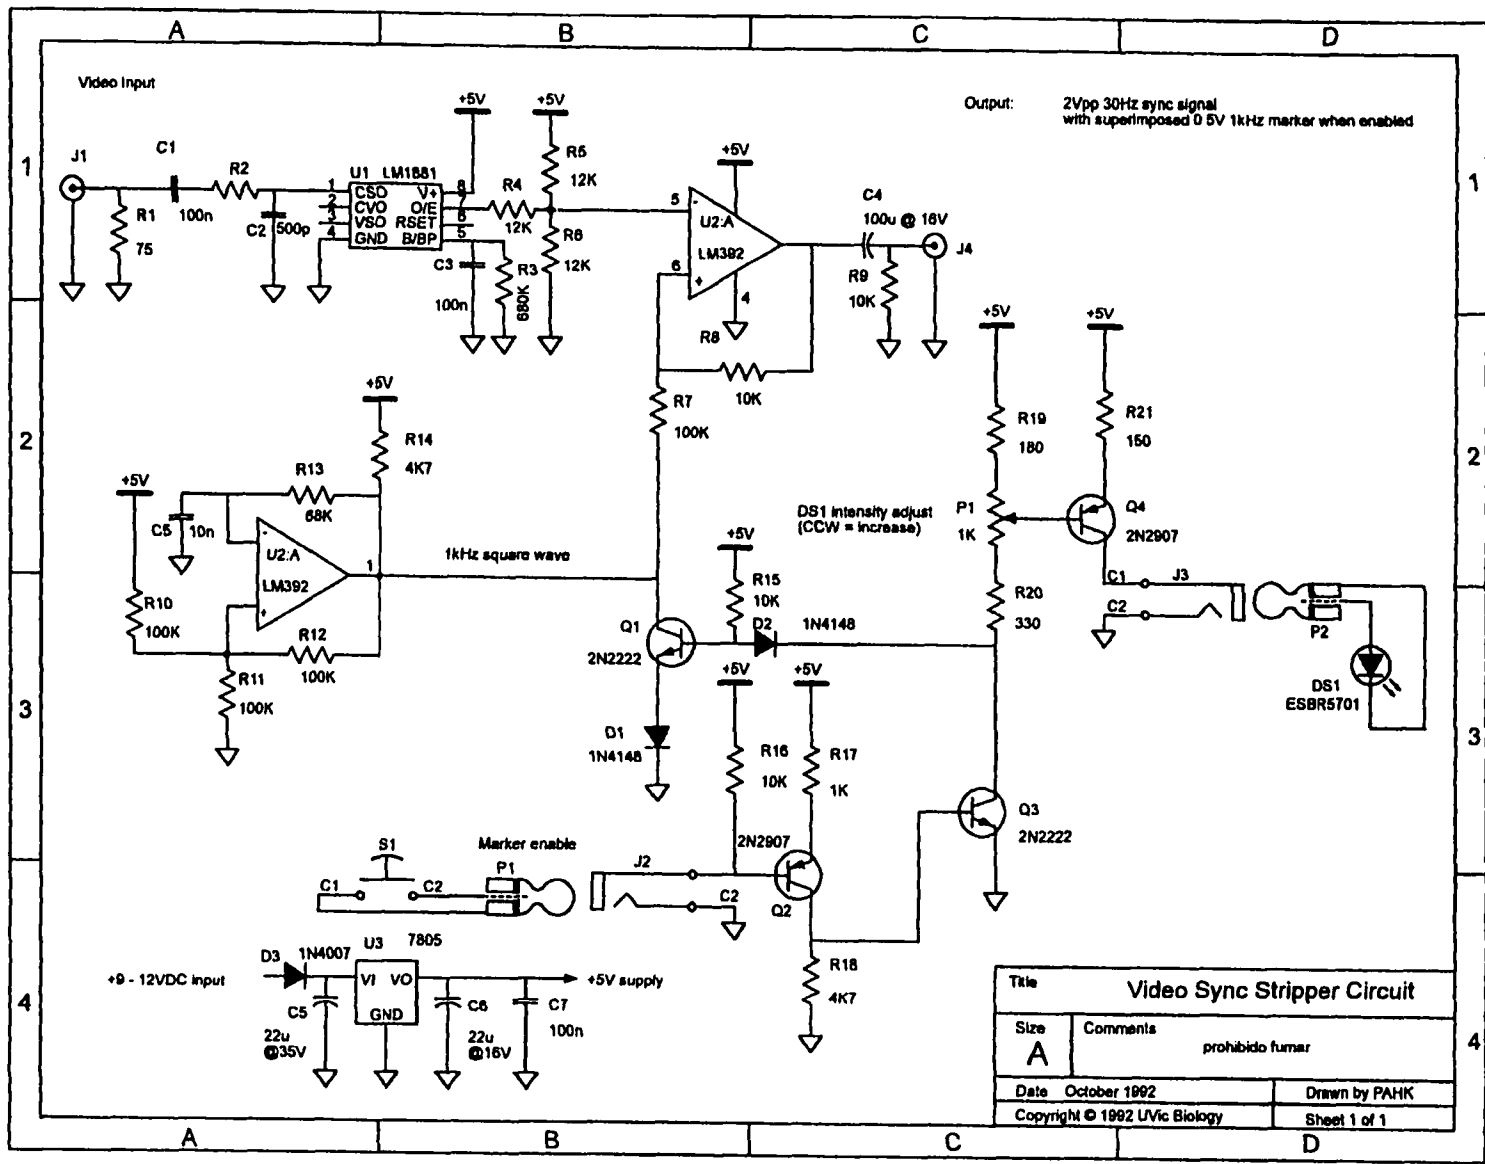 A B C D
1
2
3
4
1
2
3
4
Video Input
Output: 2Vpp 30Hz sync signal
with superimposed 0 5V 1kHz marker when enabled
J1
C1
100n
R1
75
R2
C2
500p
U1 LM1881
1 CSO V+ 8
2 CVO O/E 7
3 VSO RSET 6
4 GND B/BP 5
+5V
+5V
R4
12K
R5
12K
R6
12K
C3
100n
R3
680K
+5V
5
6
-
+
U2:A
LM392
4
C4
100u @ 16V
R9
10K
J4
R8
10K
R7
100K
+5V
R14
4K7
R13
68K
+5V
C5
10n
-
+
U2:A
LM392
1
1kHz square wave
R10
100K
R12
100K
R11
100K
+5V
R19
180
+5V
R21
150
DS1 intensity adjust
(CCW = increase)
P1
1K
Q4
2N2907
+5V
R15
10K
R20
330
C1
J3
C2
P2
DS1
ESBR5701
Q1
2N2222
D2
1N4148
D1
1N4148
+5V
R16
10K
+5V
R17
1K
Q3
2N2222
2N2907
Q2
S1
Marker enable
C1
C2
P1
J2
C2
R18
4K7
+9 - 12VDC input
D3
1N4007
U3
7805
VI VO
GND
C5
22u
@35V
C6
22u
@16V
C7
100n
+5V supply
Title Video Sync Stripper Circuit
Size
A
Comments
prohibido fumar
Date October 1992
Drawn by PAHK
Copyright © 1992 UVic Biology
Sheet 1 of 1
A B C D